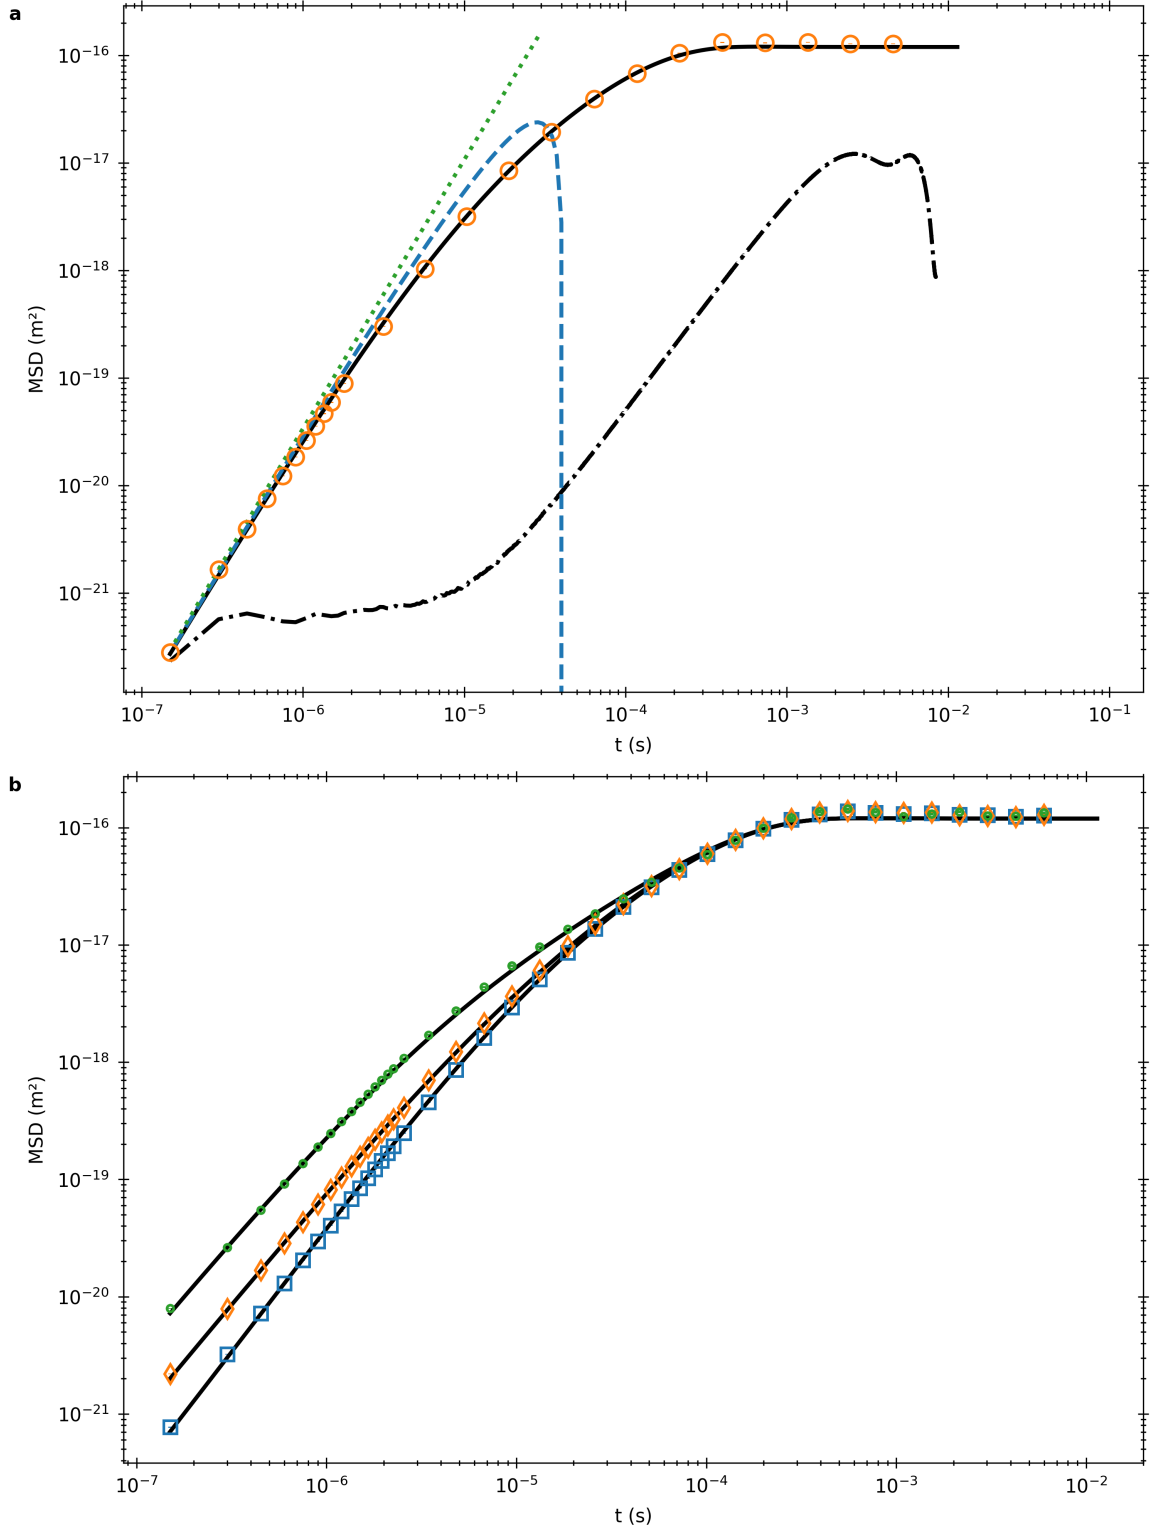 a
10⁻¹⁶
10⁻¹⁷
10⁻¹⁸
10⁻¹⁹
10⁻²⁰
10⁻²¹
MSD (m²)
10⁻⁷ 10⁻⁶ 10⁻⁵ 10⁻⁴ 10⁻³ 10⁻² 10⁻¹
t (s)
b
10⁻¹⁶
10⁻¹⁷
10⁻¹⁸
10⁻¹⁹
10⁻²⁰
10⁻²¹
MSD (m²)
10⁻⁷ 10⁻⁶ 10⁻⁵ 10⁻⁴ 10⁻³ 10⁻²
t (s)